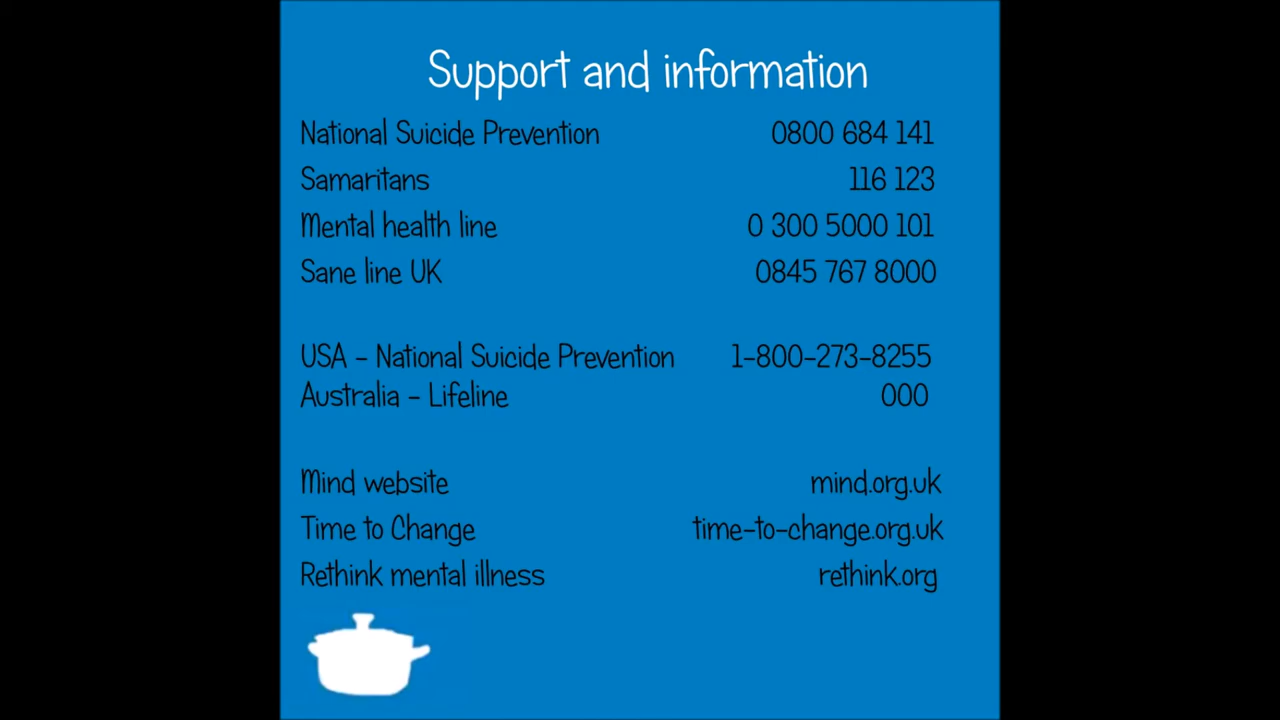 Support and information
National Suicide Prevention 0800 684 141
Samaritans 116 123
Mental health line 0 300 5000 101
Sane line UK 0845 767 8000
USA - National Suicide Prevention 1-800-273-8255
Australia - Lifeline 000
Mind website mind.org.uk
Time to Change time-to-change.org.uk
Rethink mental illness rethink.org